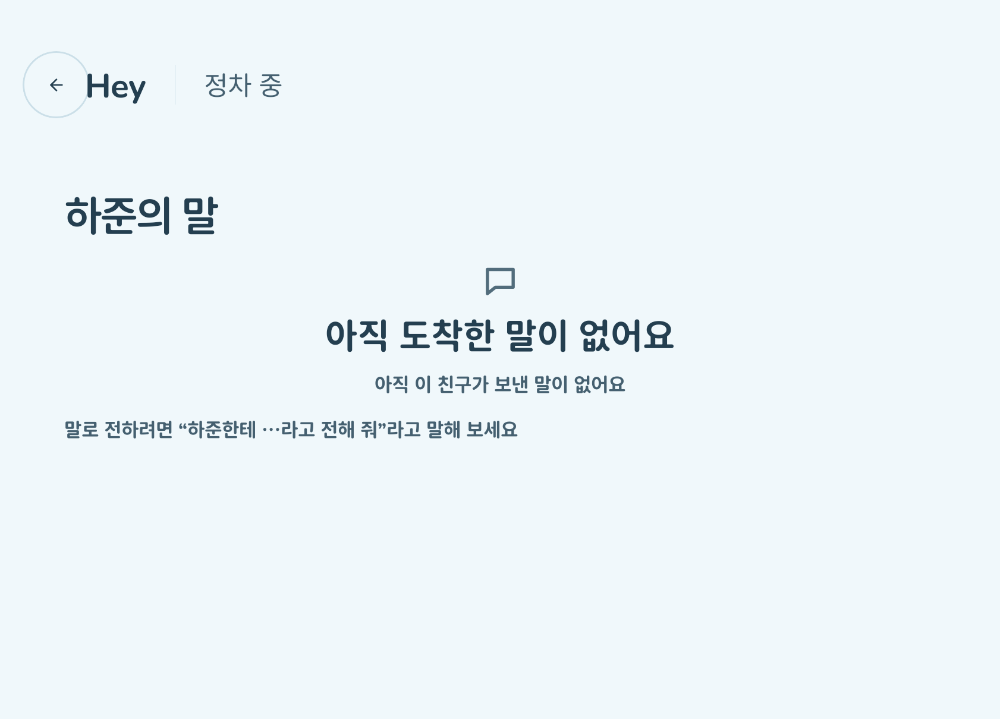 Hey 정차 중
하준의 말
아직 도착한 말이 없어요
아직 이 친구가 보낸 말이 없어요
말로 전하려면 “하준한테 …라고 전해 줘”라고 말해 보세요